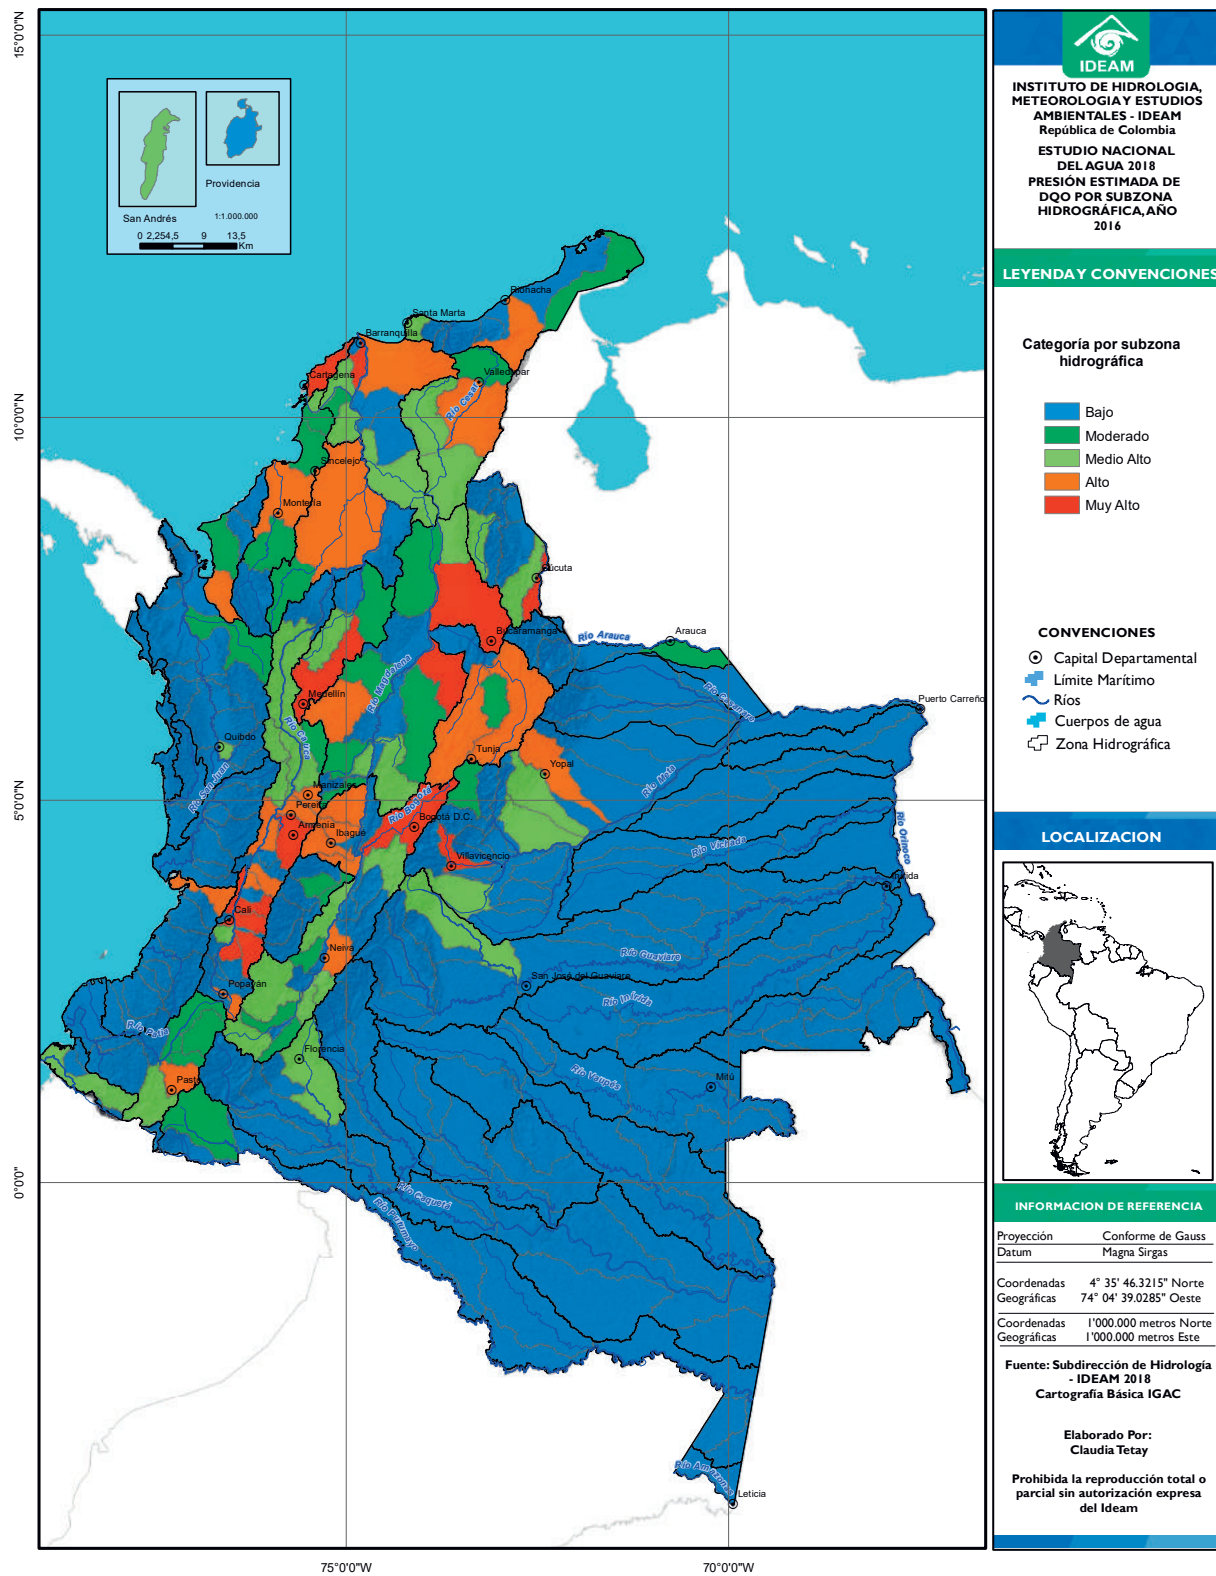 15°0'0"N
10°0'0"N
5°0'0"N
0°0'0"
75°0'0"W
70°0'0"W
San Andrés
Providencia
1:1.000.000
0 2,254,5 9 13,5
Km
Riohacha
Santa Marta
Barranquilla
Cartagena
Valledupar
Río Cesar
Sincelejo
Montería
Cúcuta
Bucaramanga
Río Arauca
Arauca
Río Magdalena
Medellín
Río Casanare
Puerto Carreño
Río Cauca
Quibdo
Tunja
Yopal
Río Meta
Río San Juan
Manizales
Pereira
Río Bogotá
Bogotá D.C.
Armenia
Ibagué
Río Orinoco
Río Vichada
Villavicencio
Inírida
Cali
Neiva
Río Guaviare
San José del Guaviare
Popayán
Río Inírida
Río Patía
Florencia
Río Vaupés
Mitú
Pasto
Río Caquetá
Río Putumayo
Río Amazonas
Leticia
IDEAM
INSTITUTO DE HIDROLOGIA,
METEOROLOGIA Y ESTUDIOS
AMBIENTALES - IDEAM
República de Colombia
ESTUDIO NACIONAL
DEL AGUA 2018
PRESIÓN ESTIMADA DE
DQO POR SUBZONA
HIDROGRÁFICA, AÑO
2016
LEYENDA Y CONVENCIONES
Categoría por subzona
hidrográfica
Bajo
Moderado
Medio Alto
Alto
Muy Alto
CONVENCIONES
Capital Departamental
Límite Marítimo
Ríos
Cuerpos de agua
Zona Hidrográfica
LOCALIZACION
INFORMACION DE REFERENCIA
Proyección Conforme de Gauss
Datum Magna Sirgas
Coordenadas 4° 35' 46.3215" Norte
Geográficas 74° 04' 39.0285" Oeste
Coordenadas 1'000.000 metros Norte
Geográficas 1'000.000 metros Este
Fuente: Subdirección de Hidrología
- IDEAM 2018
Cartografía Básica IGAC
Elaborado Por:
Claudia Tetay
Prohibida la reproducción total o
parcial sin autorización expresa
del Ideam